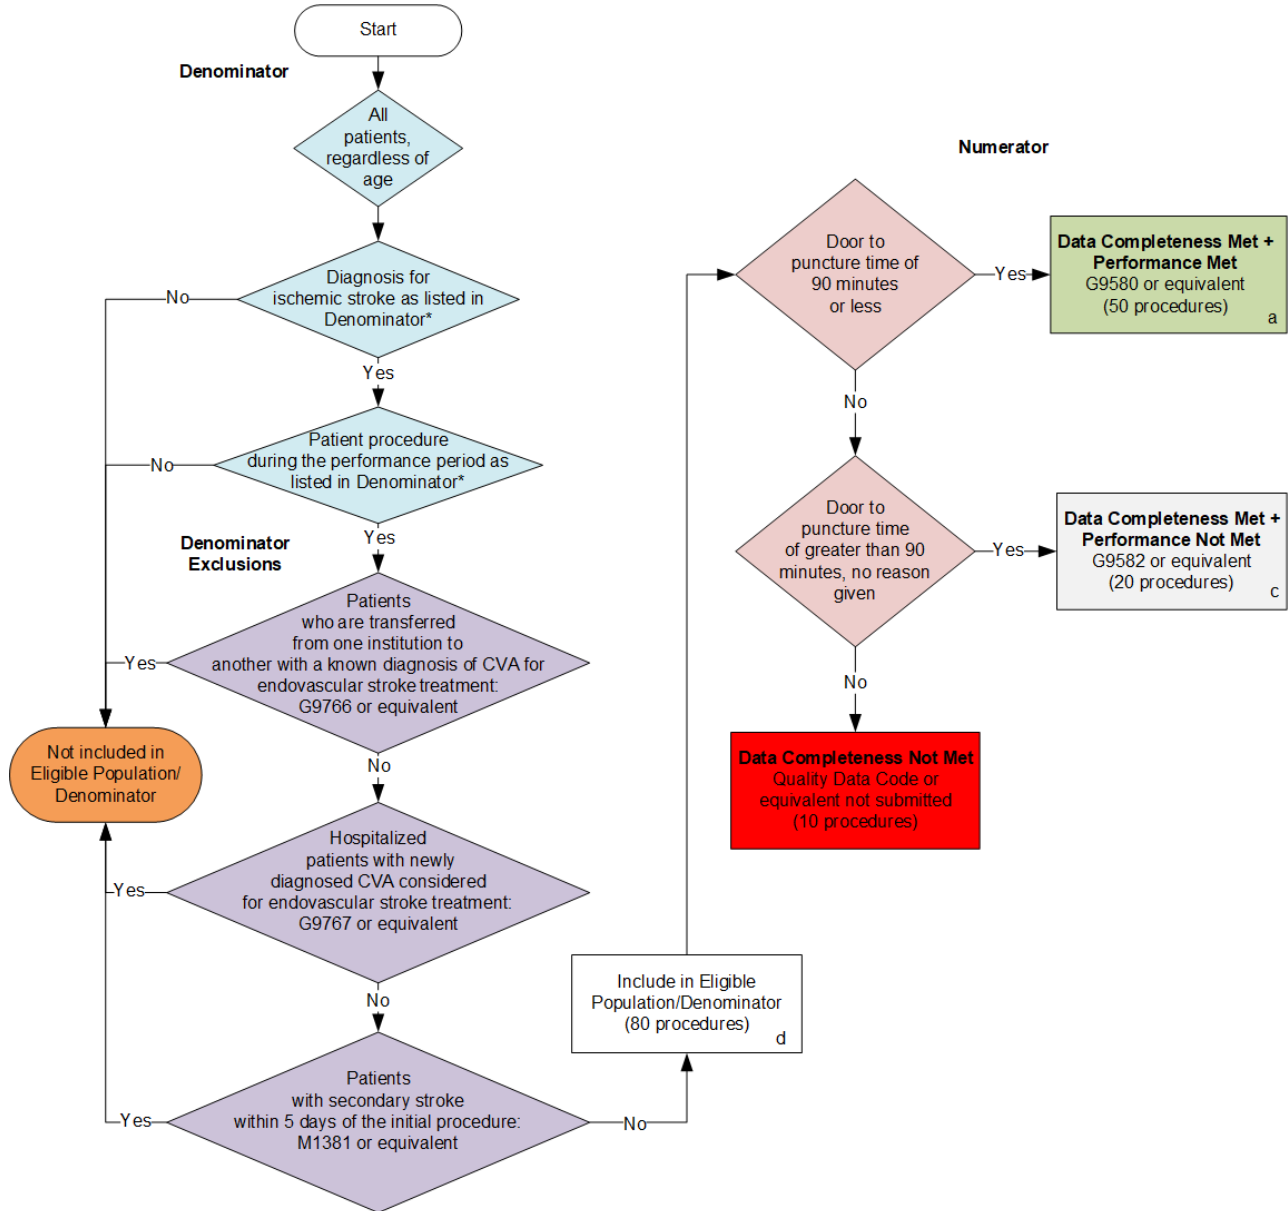 Start
Denominator
All
patients,
regardless of
age
Diagnosis for
ischemic stroke as listed in
Denominator*
No
Yes
Patient procedure
during the performance period as
listed in Denominator*
No
Yes
Denominator
Exclusions
Patients
who are transferred
from one institution to
another with a known diagnosis of CVA for
endovascular stroke treatment:
G9766 or equivalent
Yes
No
Not included in
Eligible Population/
Denominator
Hospitalized
patients with newly
diagnosed CVA considered
for endovascular stroke treatment:
G9767 or equivalent
Yes
No
Patients
with secondary stroke
within 5 days of the initial procedure:
M1381 or equivalent
Yes
No
Include in Eligible
Population/Denominator
(80 procedures)
d
Numerator
Door to
puncture time of
90 minutes
or less
Yes
Data Completeness Met +
Performance Met
G9580 or equivalent
(50 procedures)
a
No
Door to
puncture time
of greater than 90
minutes, no reason
given
Yes
Data Completeness Met +
Performance Not Met
G9582 or equivalent
(20 procedures)
c
No
Data Completeness Not Met
Quality Data Code or
equivalent not submitted
(10 procedures)